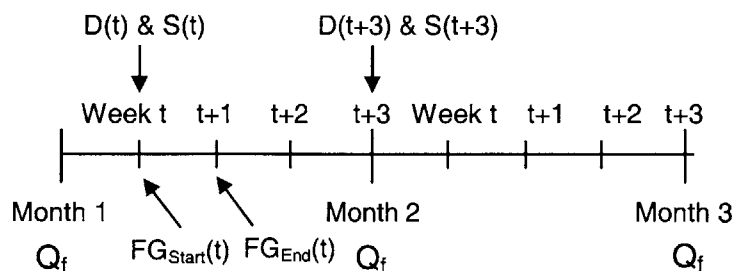 D(t) & S(t) D(t+3) & S(t+3)
Week t t+1 t+2 t+3 Week t t+1 t+2 t+3
Month 1 Month 2 Month 3
Qf FGStart(t) FGEnd(t) Qf Qf